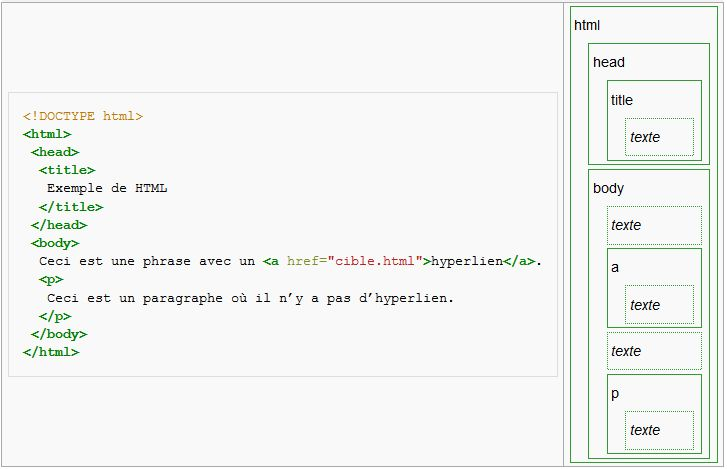 <!DOCTYPE html>
<html>
<head>
<title>
Exemple de HTML
</title>
</head>
<body>
Ceci est une phrase avec un <a href="cible.html">hyperlien</a>.
<p>
Ceci est un paragraphe où il n’y a pas d’hyperlien.
</p>
</body>
</html>
html
head
title
texte
body
texte
a
texte
texte
p
texte